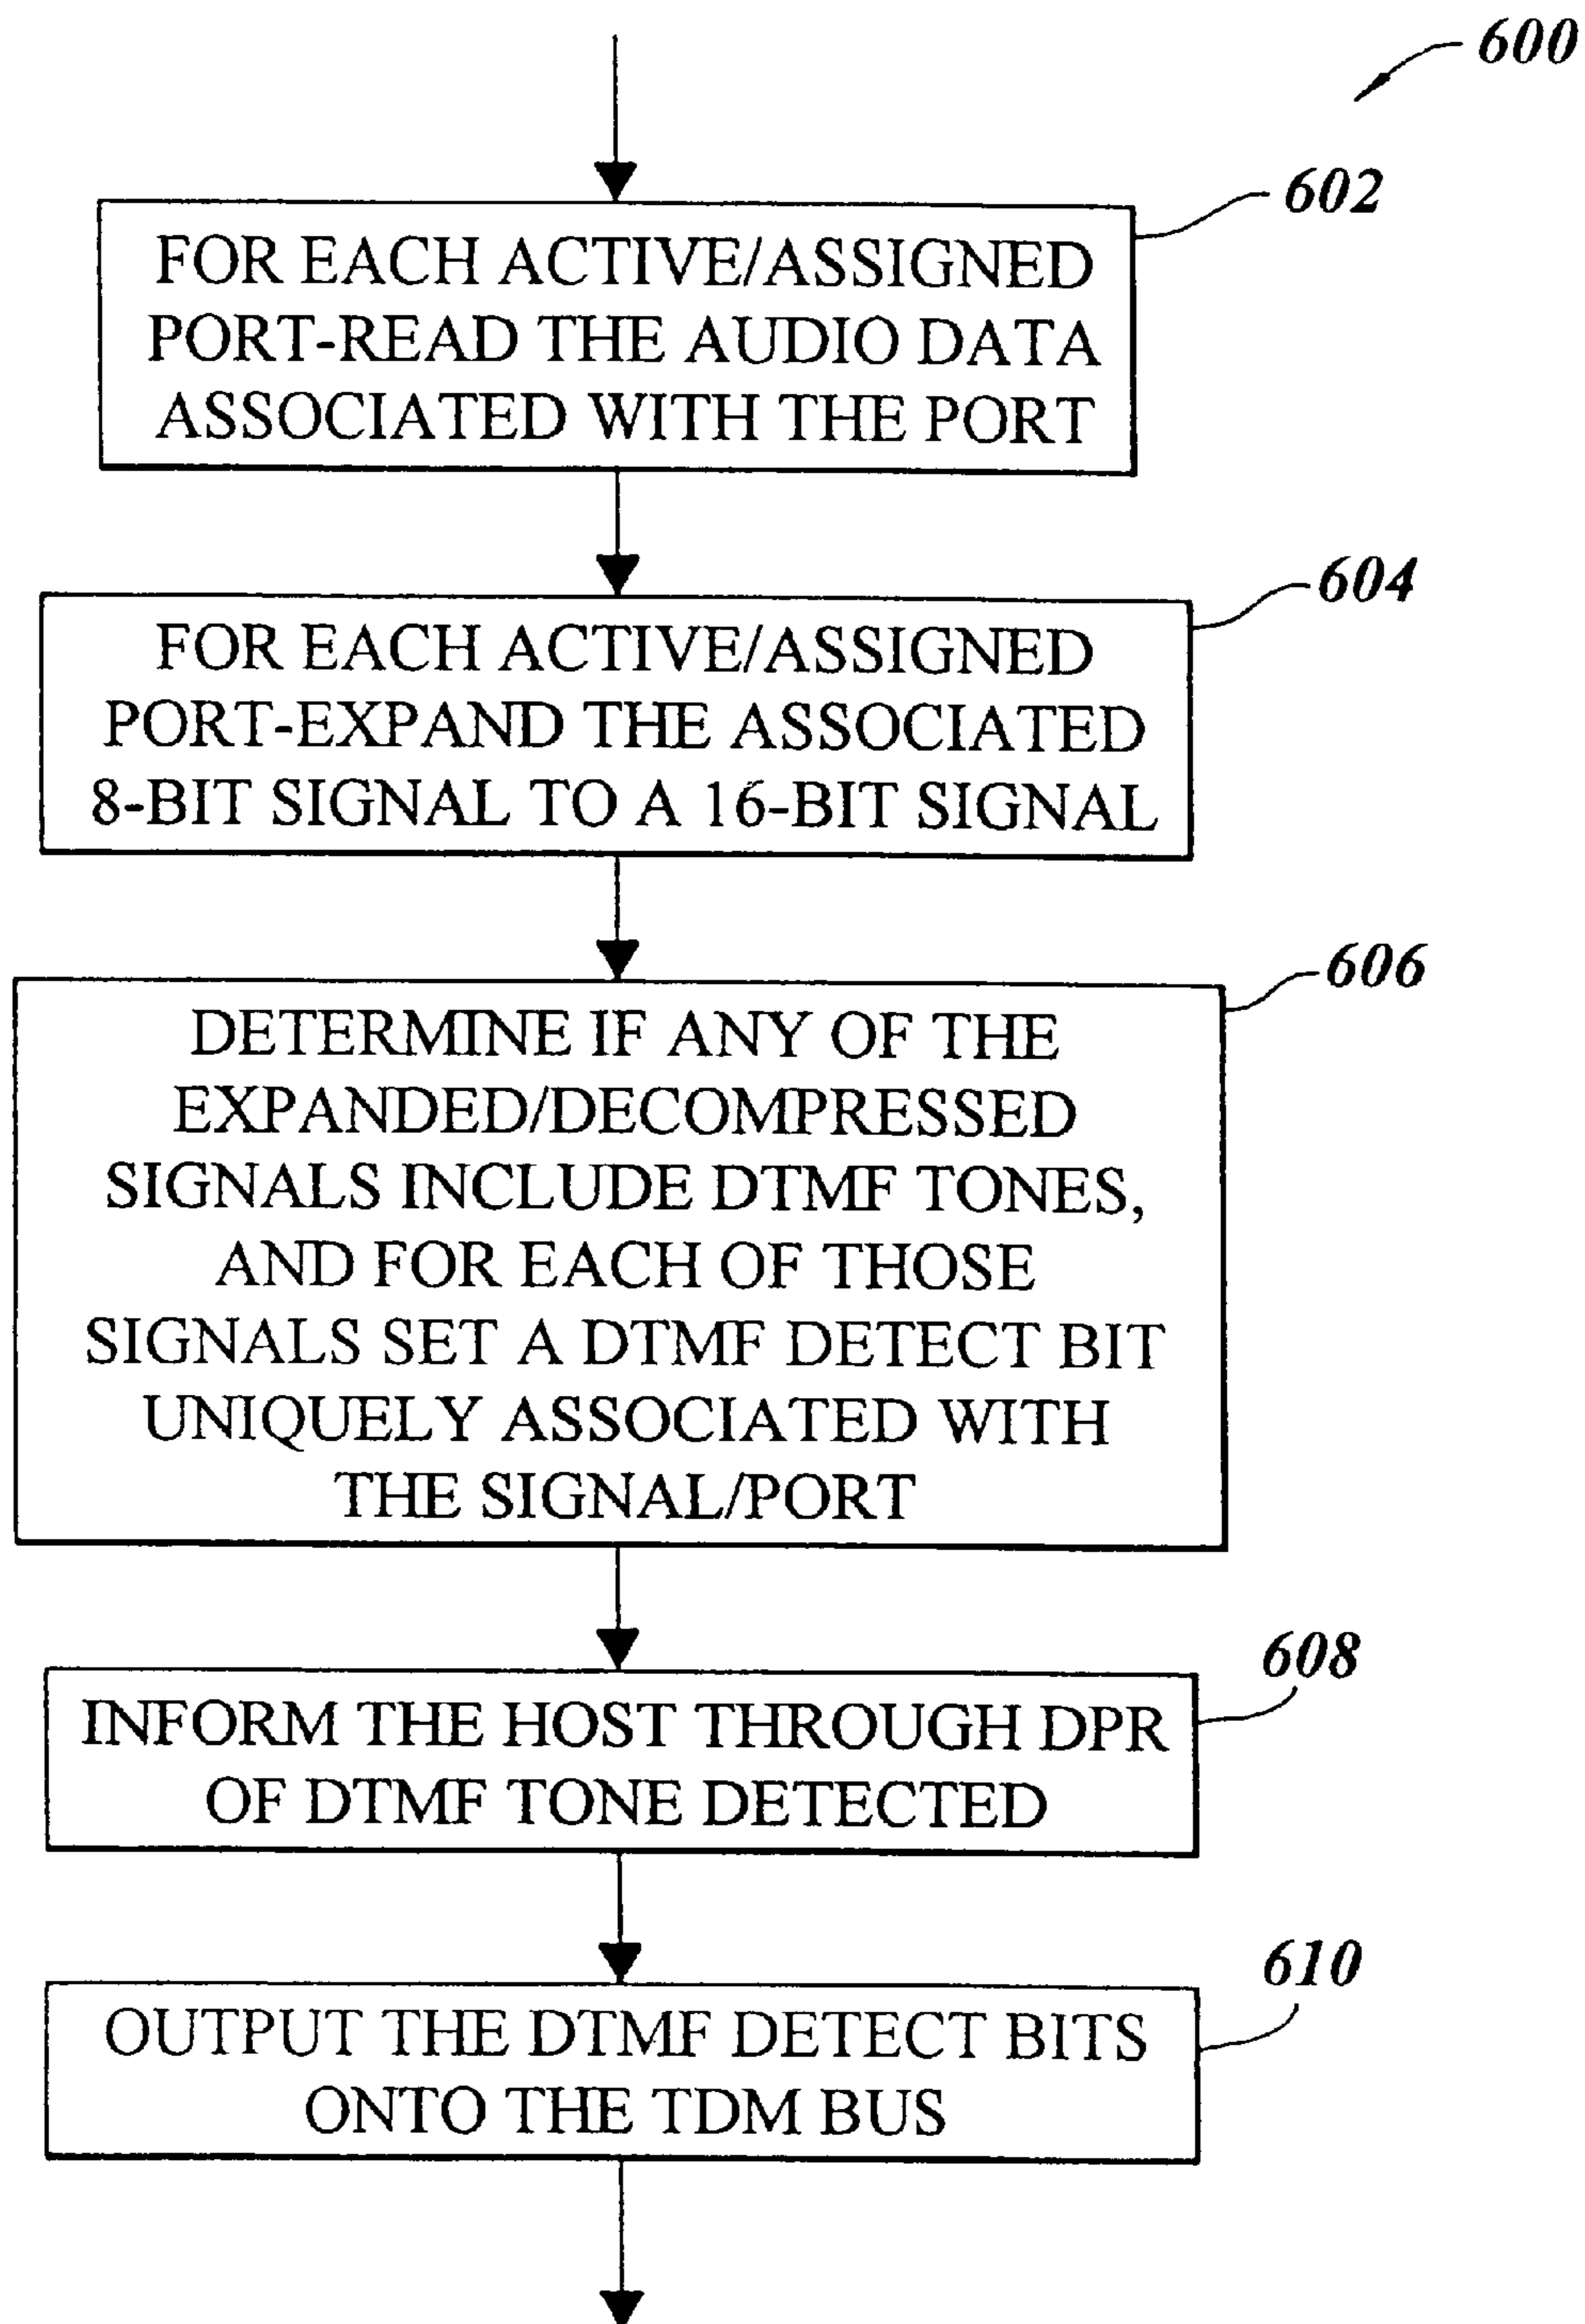 600
602
FOR EACH ACTIVE/ASSIGNED
PORT-READ THE AUDIO DATA
ASSOCIATED WITH THE PORT
604
FOR EACH ACTIVE/ASSIGNED
PORT-EXPAND THE ASSOCIATED
8-BIT SIGNAL TO A 16-BIT SIGNAL
606
DETERMINE IF ANY OF THE
EXPANDED/DECOMPRESSED
SIGNALS INCLUDE DTMF TONES,
AND FOR EACH OF THOSE
SIGNALS SET A DTMF DETECT BIT
UNIQUELY ASSOCIATED WITH
THE SIGNAL/PORT
608
INFORM THE HOST THROUGH DPR
OF DTMF TONE DETECTED
610
OUTPUT THE DTMF DETECT BITS
ONTO THE TDM BUS